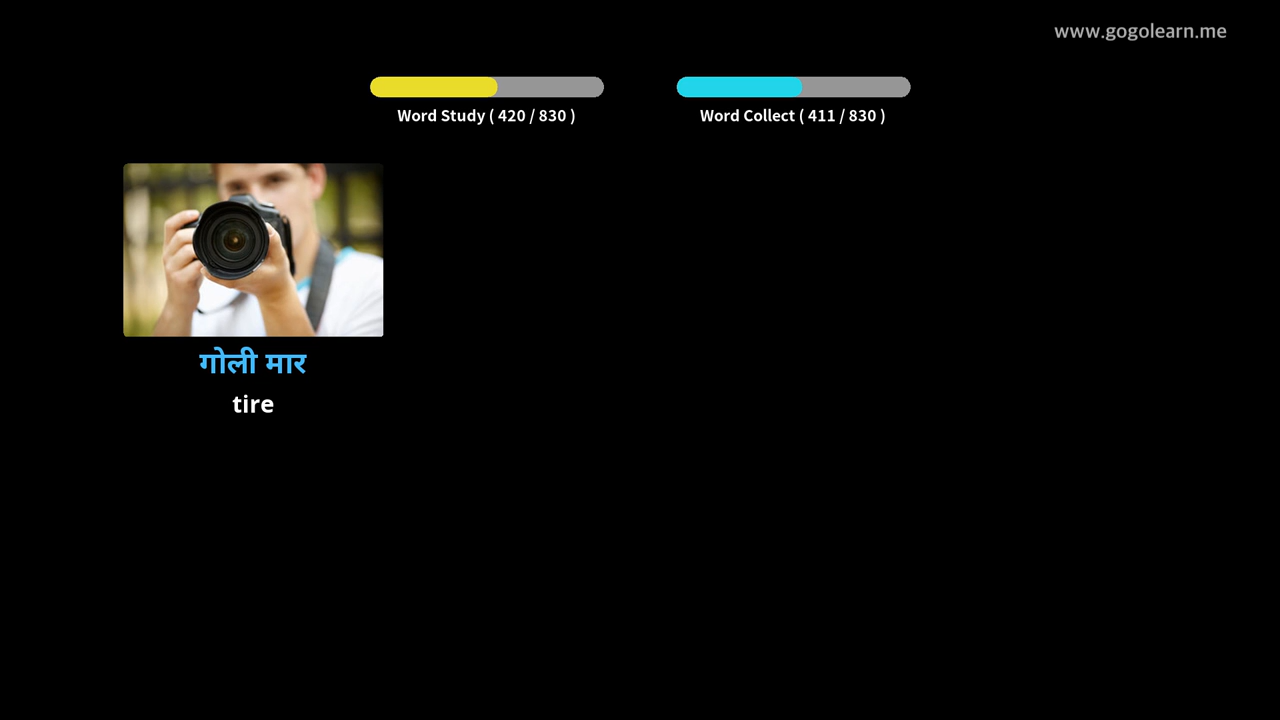 www.gogolearn.me
Word Study ( 420 / 830 )
Word Collect ( 411 / 830 )
गोली मार
tire